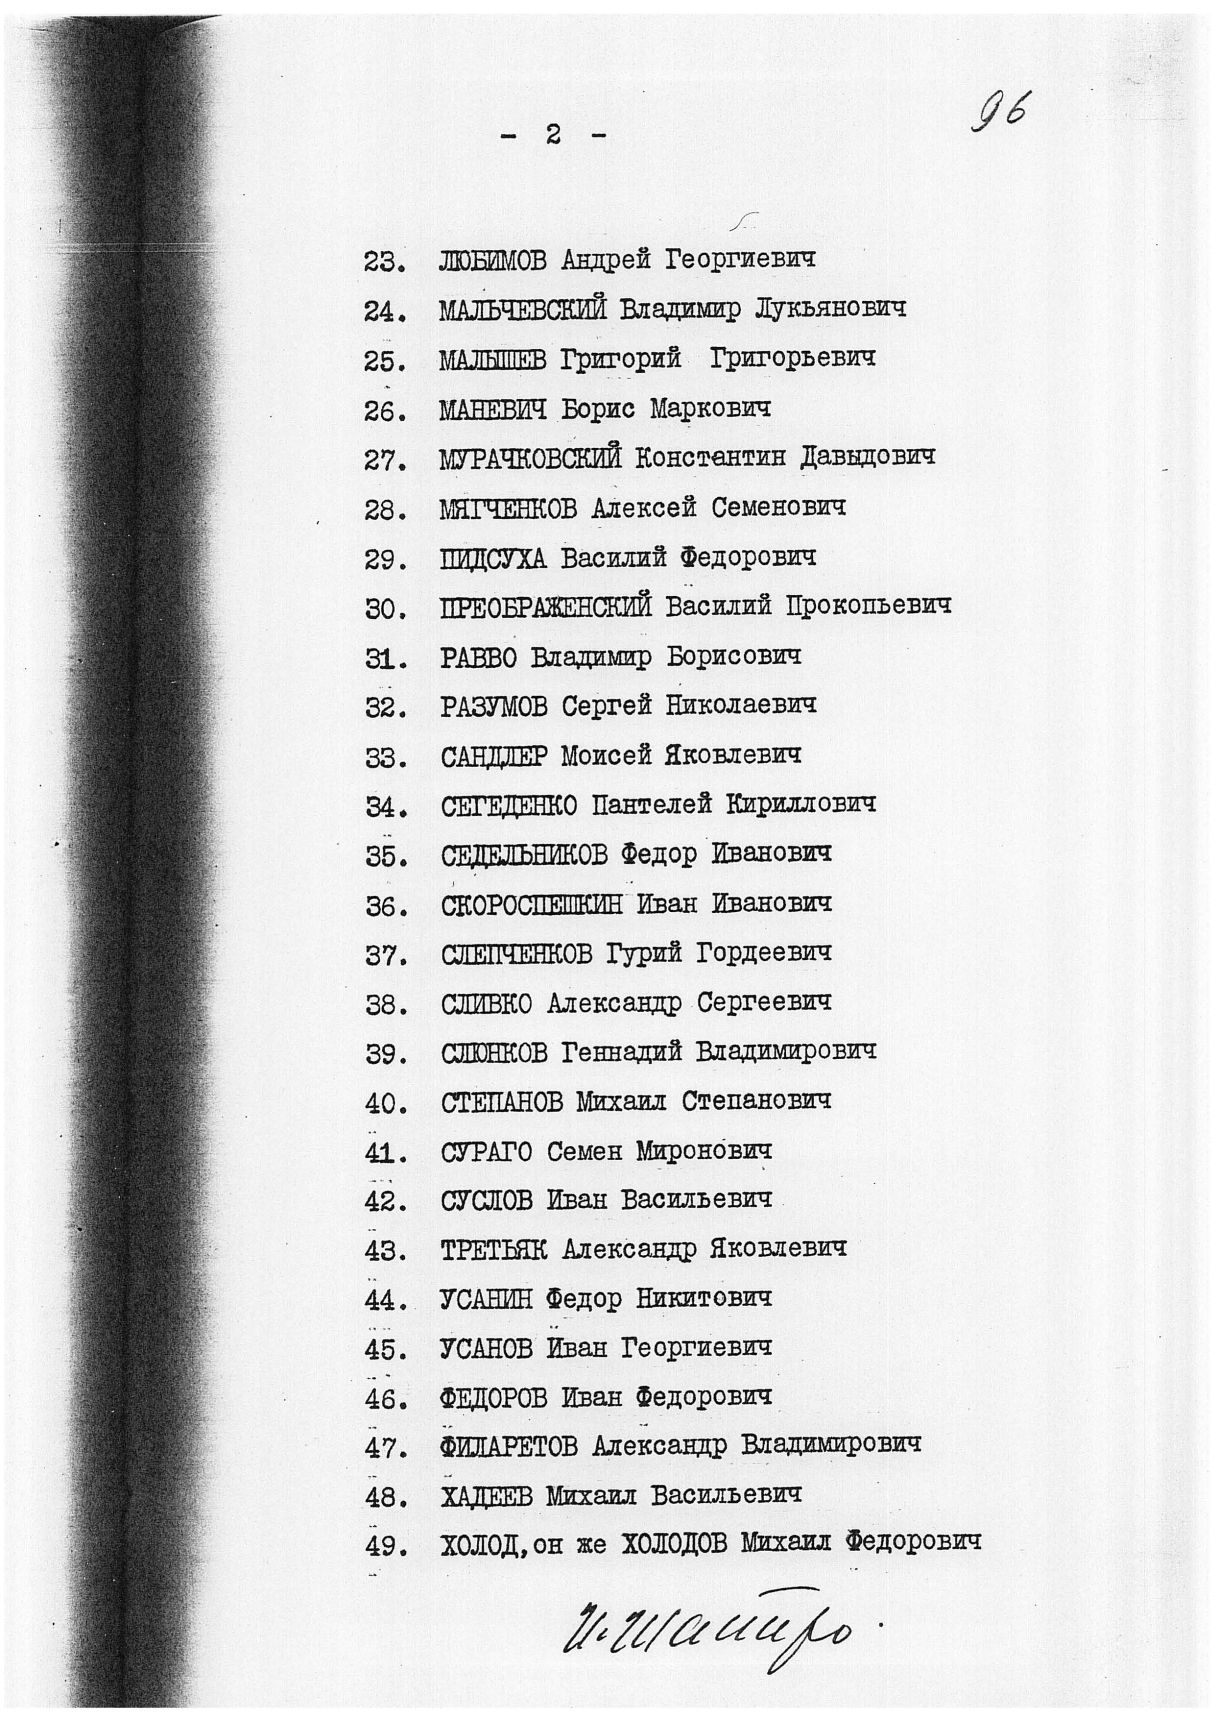 96
- 2 -
23. ЛЮБИМОВ Андрей Георгиевич
24. МАЛЬЧЕВСКИЙ Владимир Лукьянович
25. МАЛЫШЕВ Григорий Григорьевич
26. МАНЕВИЧ Борис Маркович
27. МУРАЧКОВСКИЙ Константин Давыдович
28. МЯГЧЕНКОВ Алексей Семенович
29. ПИДСУХА Василий Федорович
30. ПРЕОБРАЖЕНСКИЙ Василий Прокопьевич
31. РАВВО Владимир Борисович
32. РАЗУМОВ Сергей Николаевич
33. САНДЛЕР Моисей Яковлевич
34. СЕГЕДЕНКО Пантелей Кириллович
35. СЕДЕЛЬНИКОВ Федор Иванович
36. СКОРОСПЕШКИН Иван Иванович
37. СЛЕПЧЕНКОВ Гурий Гордеевич
38. СЛИВКО Александр Сергеевич
39. СЛЮНКОВ Геннадий Владимирович
40. СТЕПАНОВ Михаил Степанович
41. СУРАГО Семен Миронович
42. СУСЛОВ Иван Васильевич
43. ТРЕТЬЯК Александр Яковлевич
44. УСАНИН Федор Никитович
45. УСАНОВ Иван Георгиевич
46. ФЕДОРОВ Иван Федорович
47. ФИЛАРЕТОВ Александр Владимирович
48. ХАДЕЕВ Михаил Васильевич
49. ХОЛОД, он же ХОЛОДОВ Михаил Федорович
И. Шапиро.